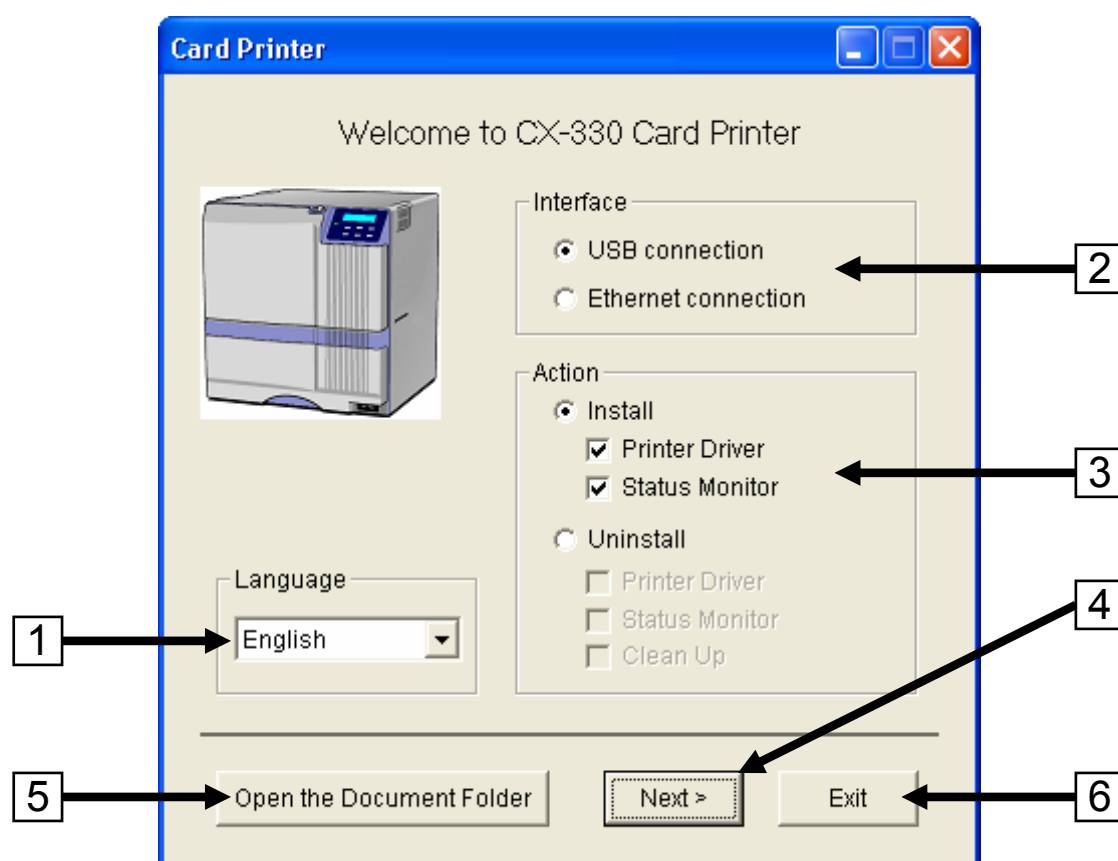 Card Printer
Welcome to CX-330 Card Printer
Interface
USB connection
Ethernet connection
2
Action
Install
Printer Driver
Status Monitor
3
Uninstall
Printer Driver
Status Monitor
Clean Up
4
Language
English
1
5
Open the Document Folder
Next >
Exit
6